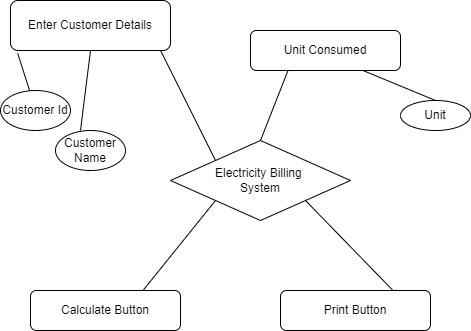 Enter Customer Details
Unit Consumed
Customer Id
Unit
Customer
Name
Electricity Billing
System
Calculate Button
Print Button